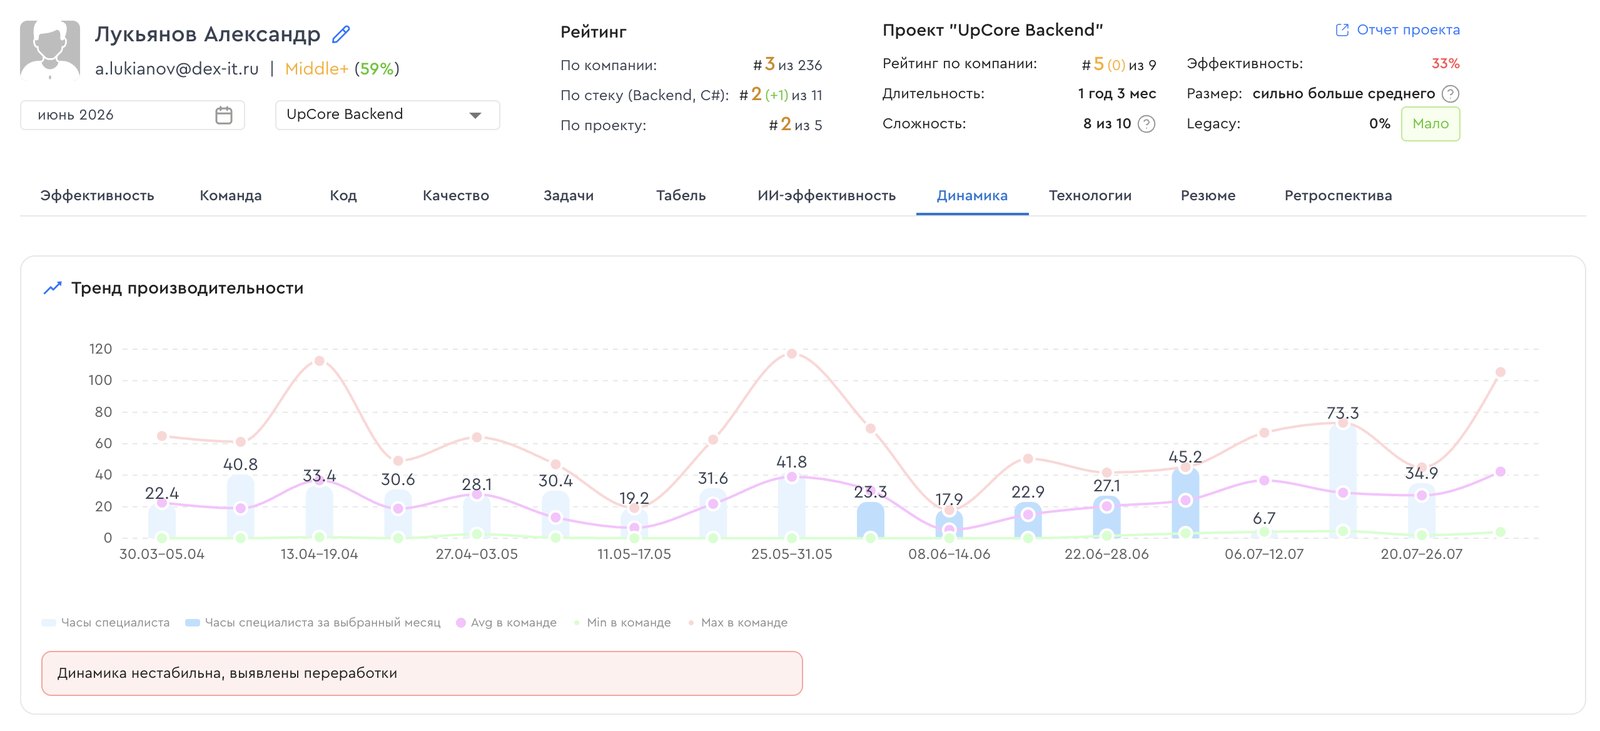 Лукьянов Александр
a.lukianov@dex-it.ru | Middle+ (59%)
июнь 2026
UpCore Backend
Рейтинг
По компании: #3 из 236
По стеку (Backend, C#): #2 (+1) из 11
По проекту: #2 из 5
Проект "UpCore Backend"
Отчет проекта
Рейтинг по компании: #5 (0) из 9
Эффективность: 33%
Длительность: 1 год 3 мес
Размер: сильно больше среднего ?
Сложность: 8 из 10 ?
Legacy: 0% Мало
Эффективность Команда Код Качество Задачи Табель ИИ-эффективность Динамика Технологии Резюме Ретроспектива
Тренд производительности
120
100
80
60
40
20
0
22.4 40.8 33.4 30.6 28.1 30.4 19.2 31.6 41.8 23.3 17.9 22.9 27.1 45.2 6.7 73.3 34.9
30.03–05.04 13.04–19.04 27.04–03.05 11.05–17.05 25.05–31.05 08.06–14.06 22.06–28.06 06.07–12.07 20.07–26.07
Часы специалиста Часы специалиста за выбранный месяц Avg в команде Min в команде Max в команде
Динамика нестабильна, выявлены переработки